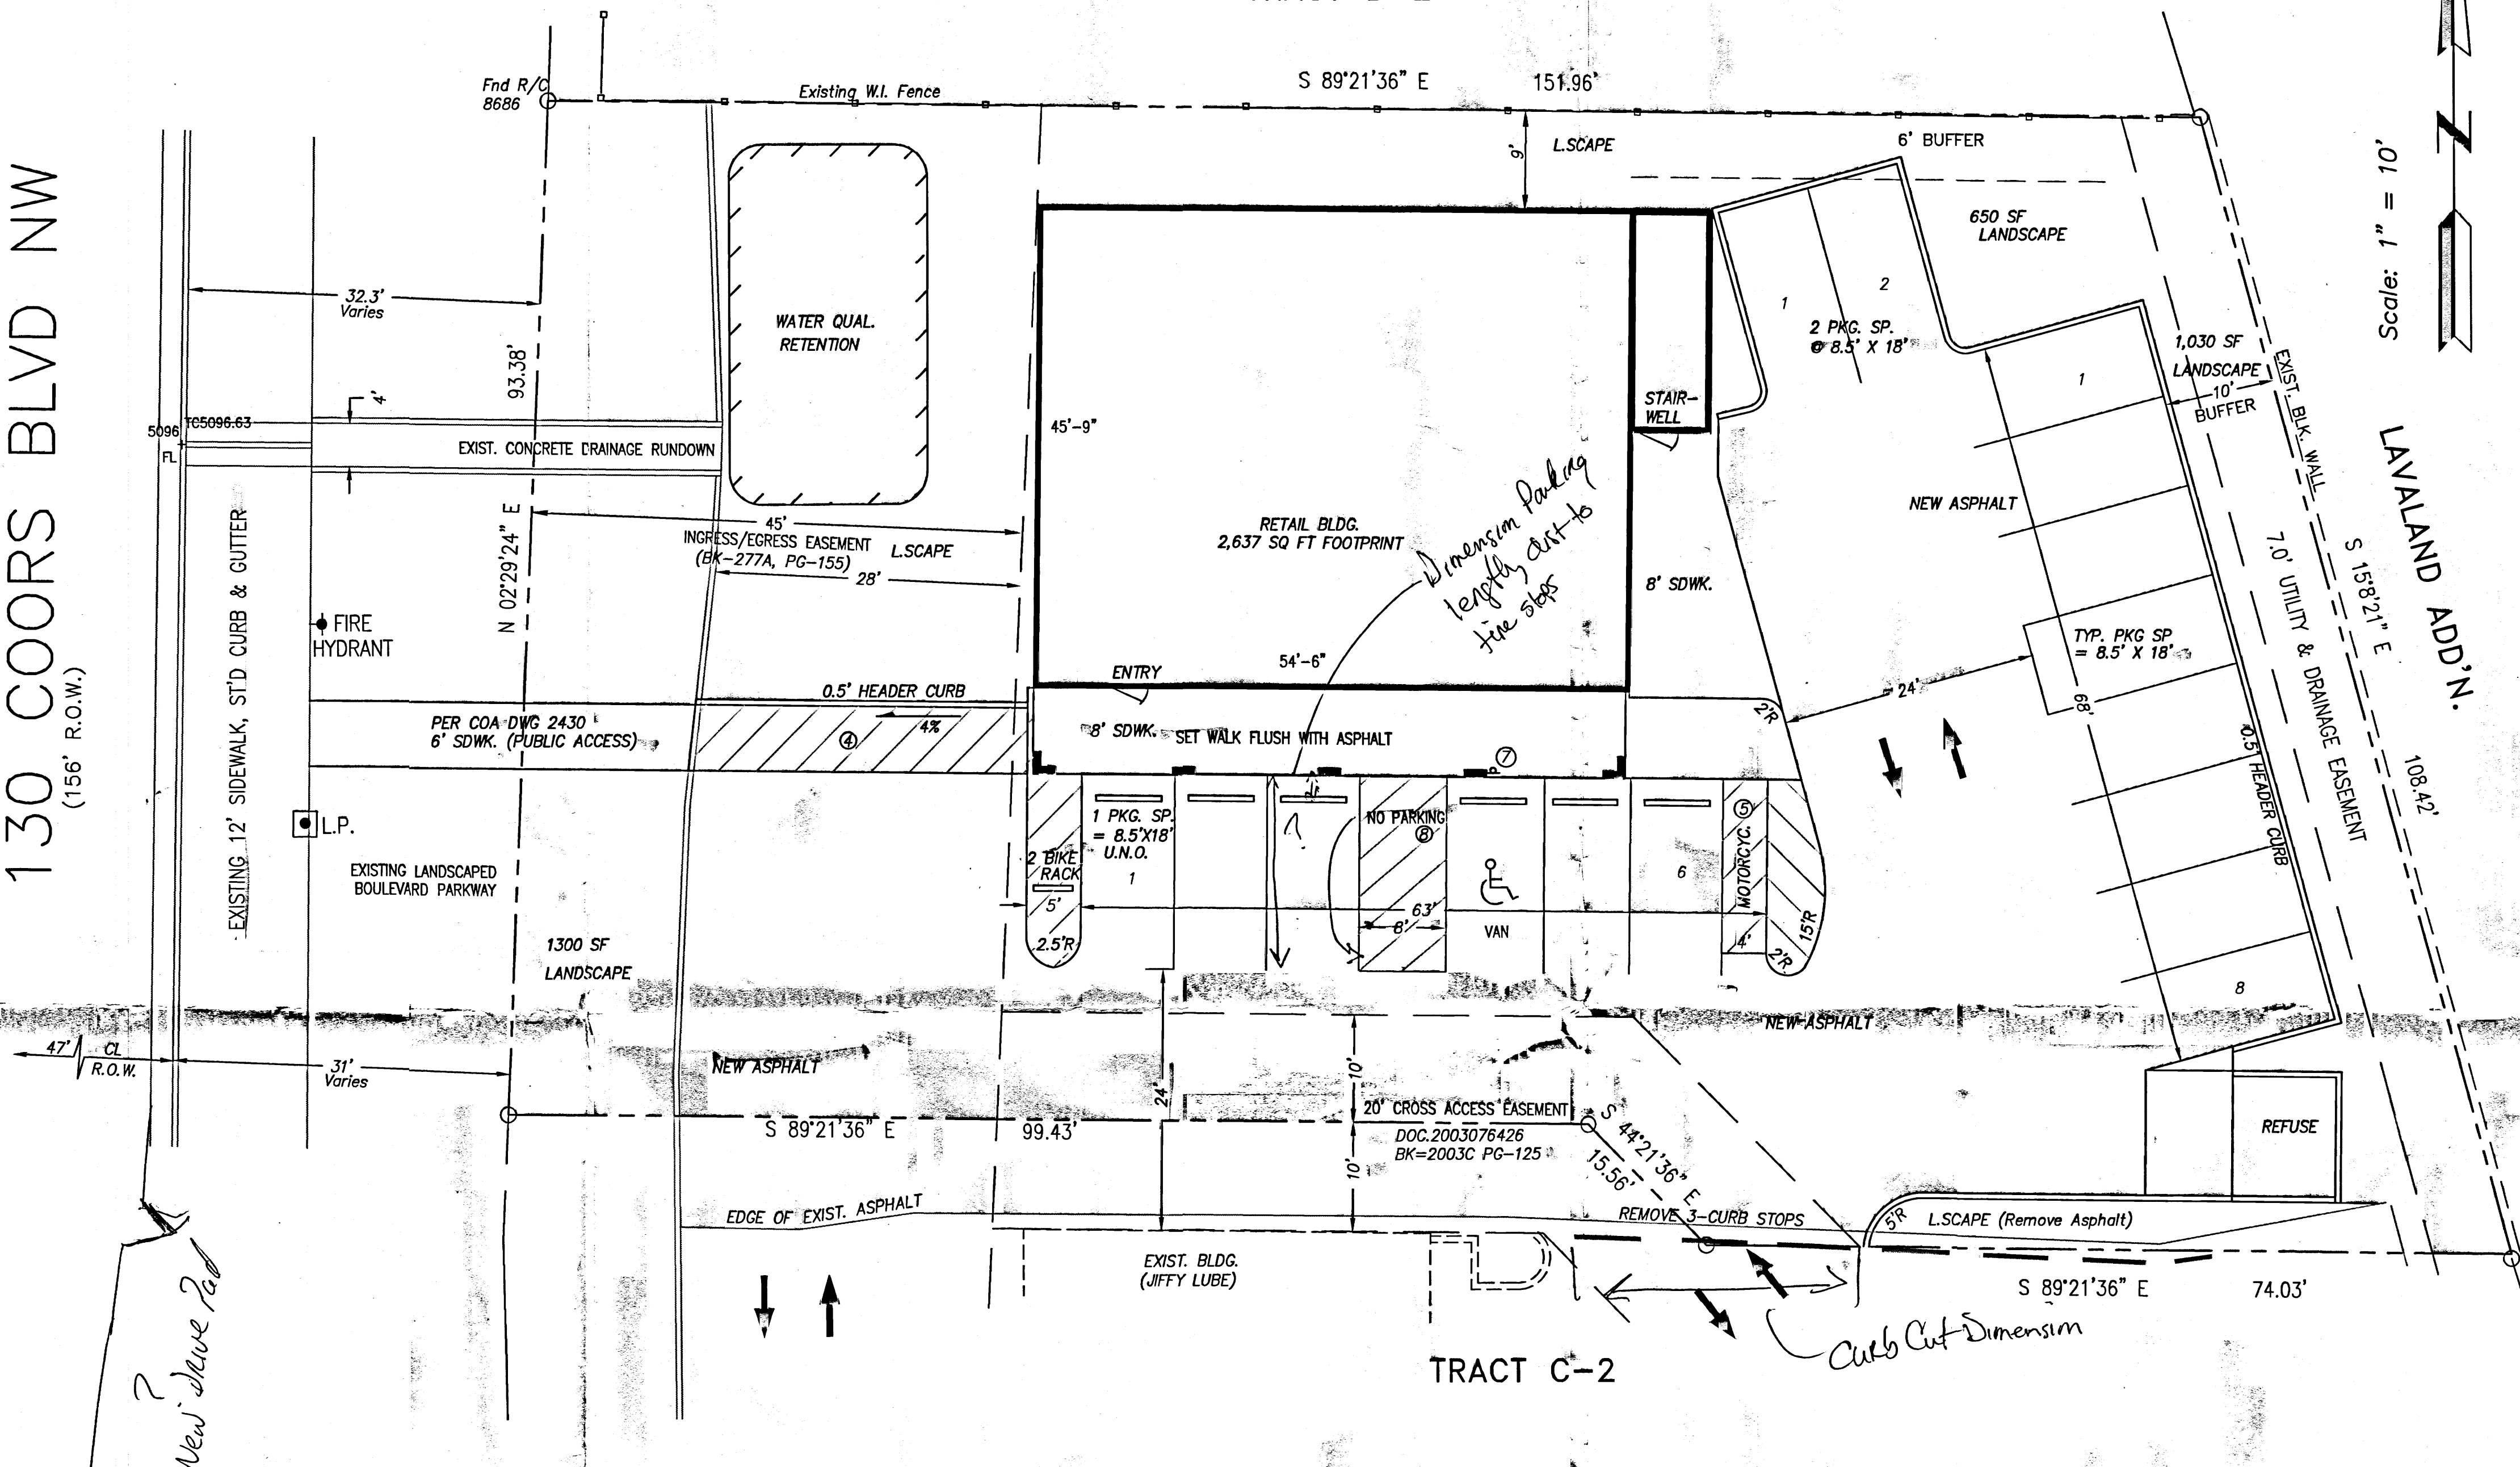 130 COORS BLVD NW
(156' R.O.W.)
Fnd R/C
8686
Existing W.I. Fence
S 89°21'36" E
151.96'
Scale: 1" = 10'
N
9'
L.SCAPE
6' BUFFER
650 SF
LANDSCAPE
32.3'
Varies
93.38'
WATER QUAL.
RETENTION
1
2
2 PKG. SP.
@ 8.5' X 18'
1,030 SF
LANDSCAPE
10'
BUFFER
EXIST. BLK. WALL
1
4'
5096
TC5096.63
FL
EXIST. CONCRETE DRAINAGE RUNDOWN
45'-9"
STAIR-
WELL
LAVALAND ADD'N.
EXISTING 12' SIDEWALK, ST'D CURB & GUTTER
N 02°29'24" E
45'
INGRESS/EGRESS EASEMENT
(BK-277A, PG-155)
L.SCAPE
28'
RETAIL BLDG.
2,637 SQ FT FOOTPRINT
Dimension Parking
length, dist to
tire stops
NEW ASPHALT
8' SDWK.
S 15°8'21" E
108.42'
7.0' UTILITY & DRAINAGE EASEMENT
FIRE
HYDRANT
TYP. PKG SP
= 8.5' X 18'
24'
68'
0.5' HEADER CURB
ENTRY
54'-6"
0.5' HEADER CURB
PER COA DWG 2430
6' SDWK. (PUBLIC ACCESS)
4
4%
8' SDWK.
SET WALK FLUSH WITH ASPHALT
7
2'R
L.P.
EXISTING LANDSCAPED
BOULEVARD PARKWAY
1 PKG. SP.
= 8.5'X18'
U.N.O.
1
2 BIKE
RACK
5'
2.5'R
?
NO PARKING
8
63'
8'
VAN
6
5
MOTORCYC.
4'
15'R
2'R
1300 SF
LANDSCAPE
8
47'
CL
R.O.W.
31'
Varies
NEW ASPHALT
NEW ASPHALT
24'
10'
20' CROSS ACCESS EASEMENT
S 89°21'36" E
99.43'
DOC.2003076426
BK=2003C PG-125
10'
S 44°21'36" E
15.56'
REFUSE
EDGE OF EXIST. ASPHALT
REMOVE 3-CURB STOPS
5'R
L.SCAPE (Remove Asphalt)
EXIST. BLDG.
(JIFFY LUBE)
S 89°21'36" E
74.03'
?
New Drive Pad
Curb Cut Dimension
TRACT C-2